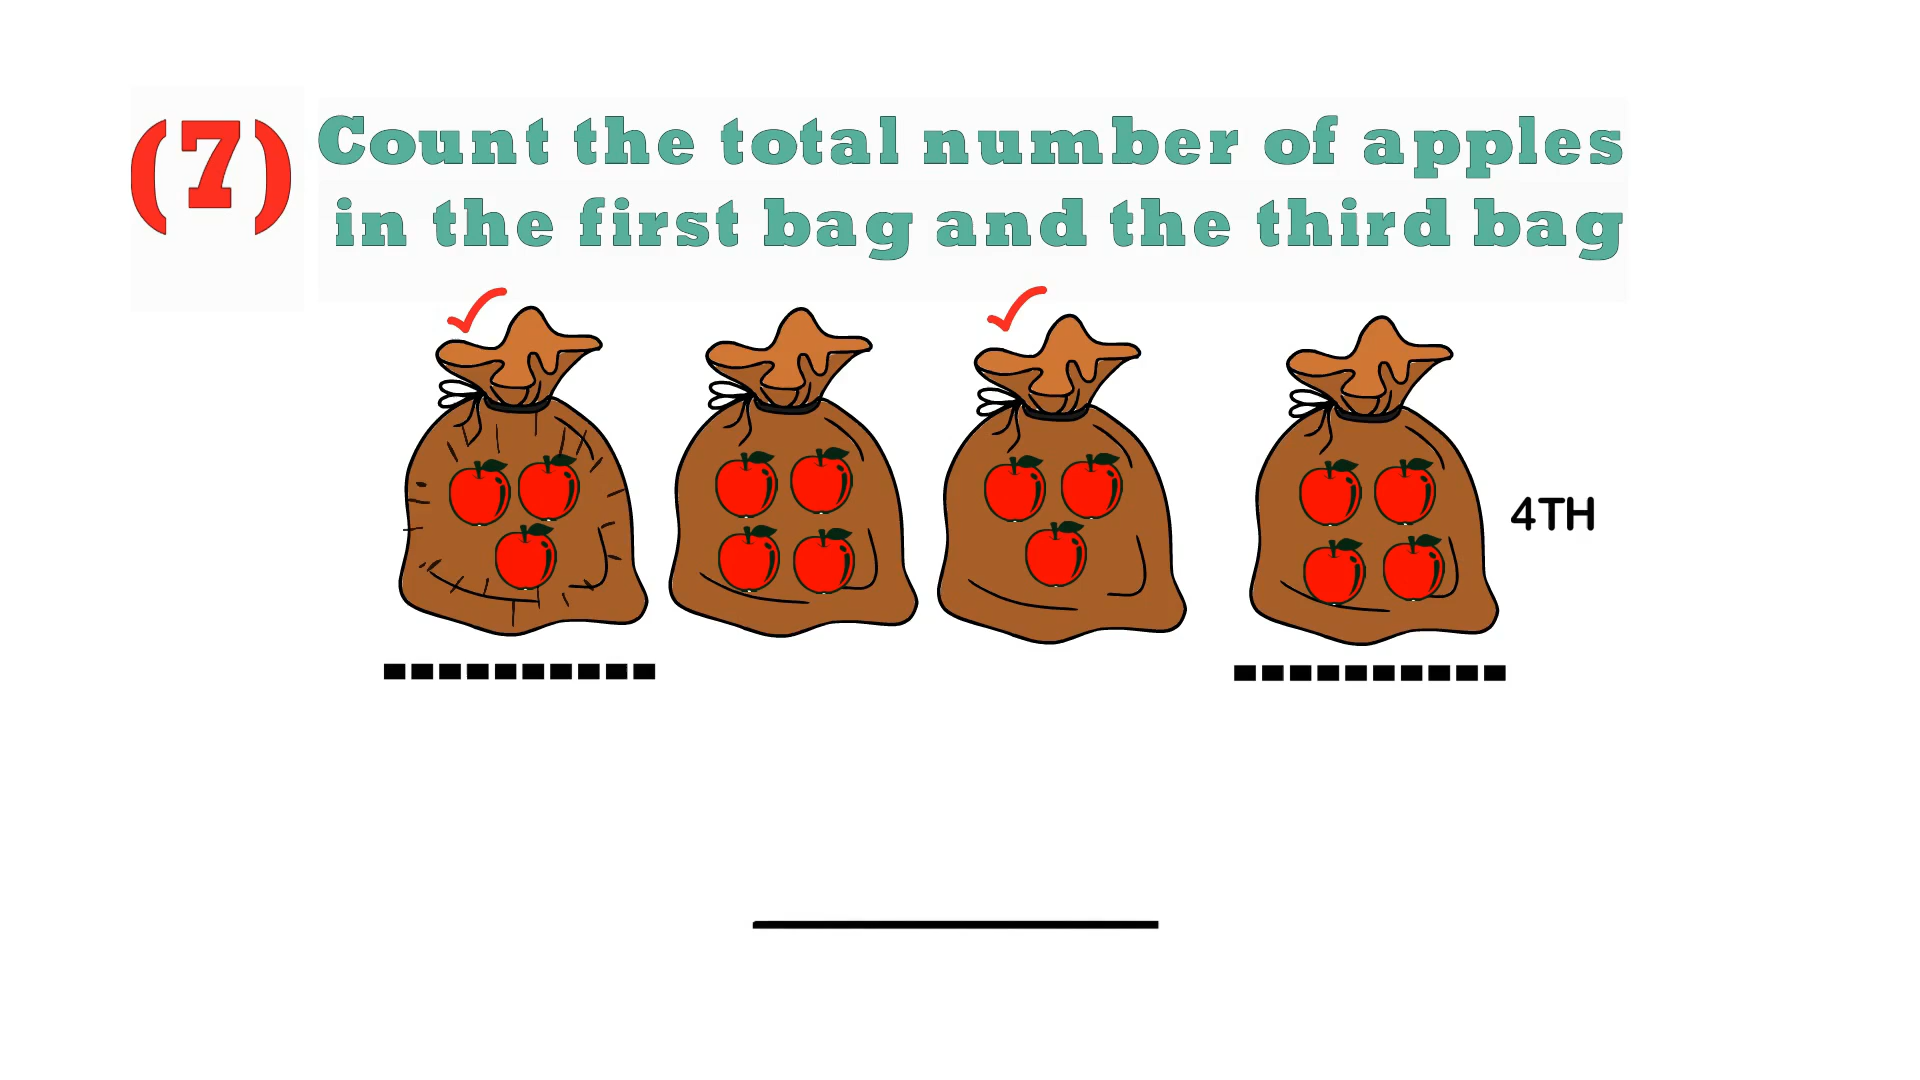 (7) Count the total number of apples
in the first bag and the third bag
4TH